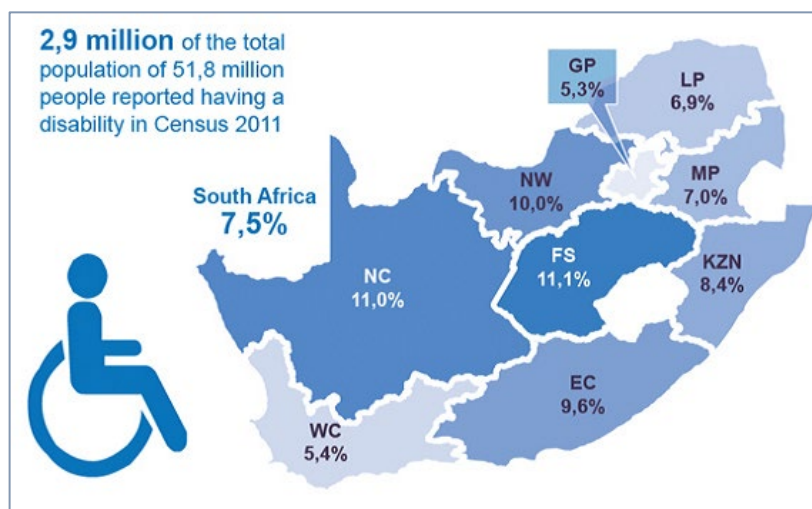 2,9 million of the total
population of 51,8 million
people reported having a
disability in Census 2011
South Africa
7,5%
GP
5,3%
LP
6,9%
NW
10,0%
MP
7,0%
NC
11,0%
FS
11,1%
KZN
8,4%
EC
9,6%
WC
5,4%